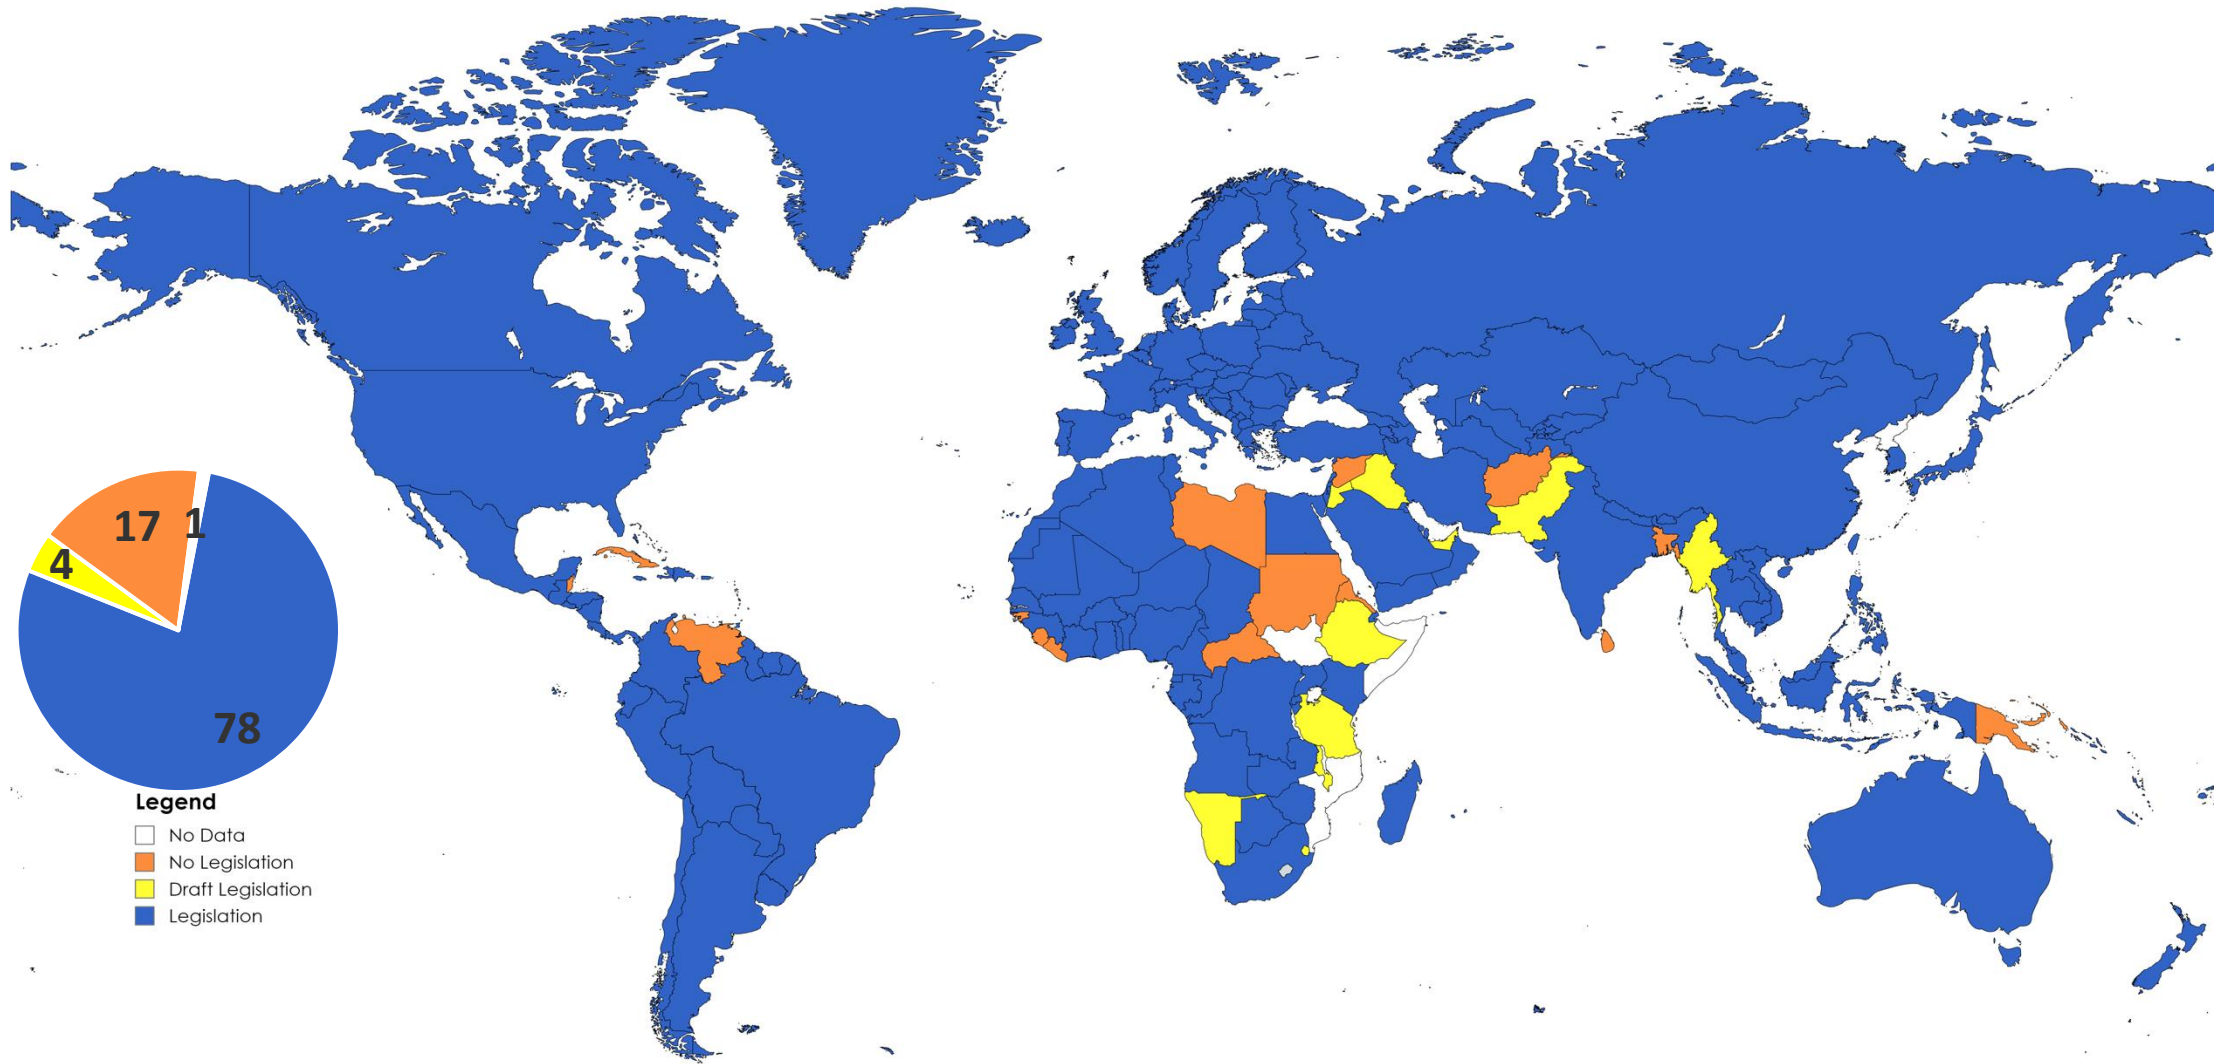 17
1
4
78
Legend
No Data
No Legislation
Draft Legislation
Legislation